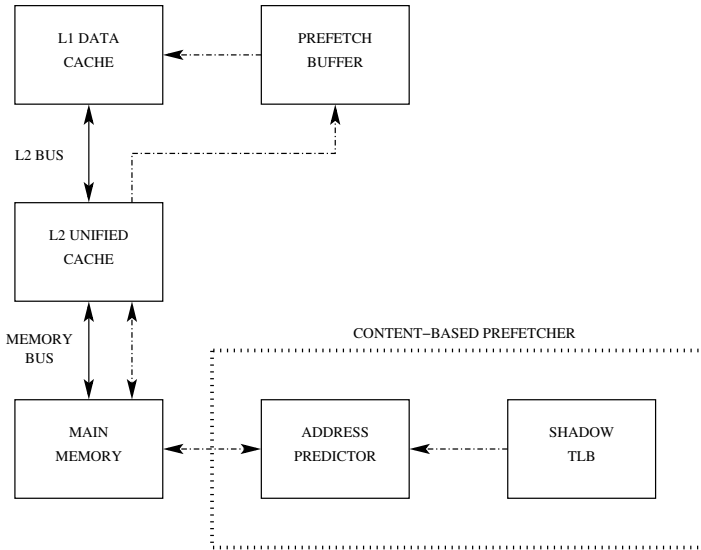 L1 DATA
CACHE
PREFETCH
BUFFER
L2 BUS
L2 UNIFIED
CACHE
MEMORY
BUS
CONTENT−BASED PREFETCHER
MAIN
MEMORY
ADDRESS
PREDICTOR
SHADOW
TLB